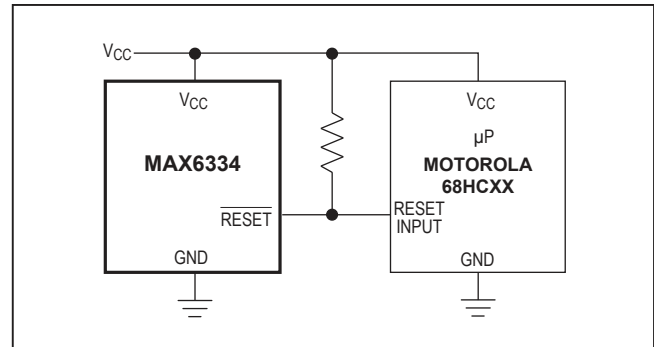 VCC
VCC
MAX6334
RESET
GND
VCC
µP
MOTOROLA
68HCXX
RESET
INPUT
GND